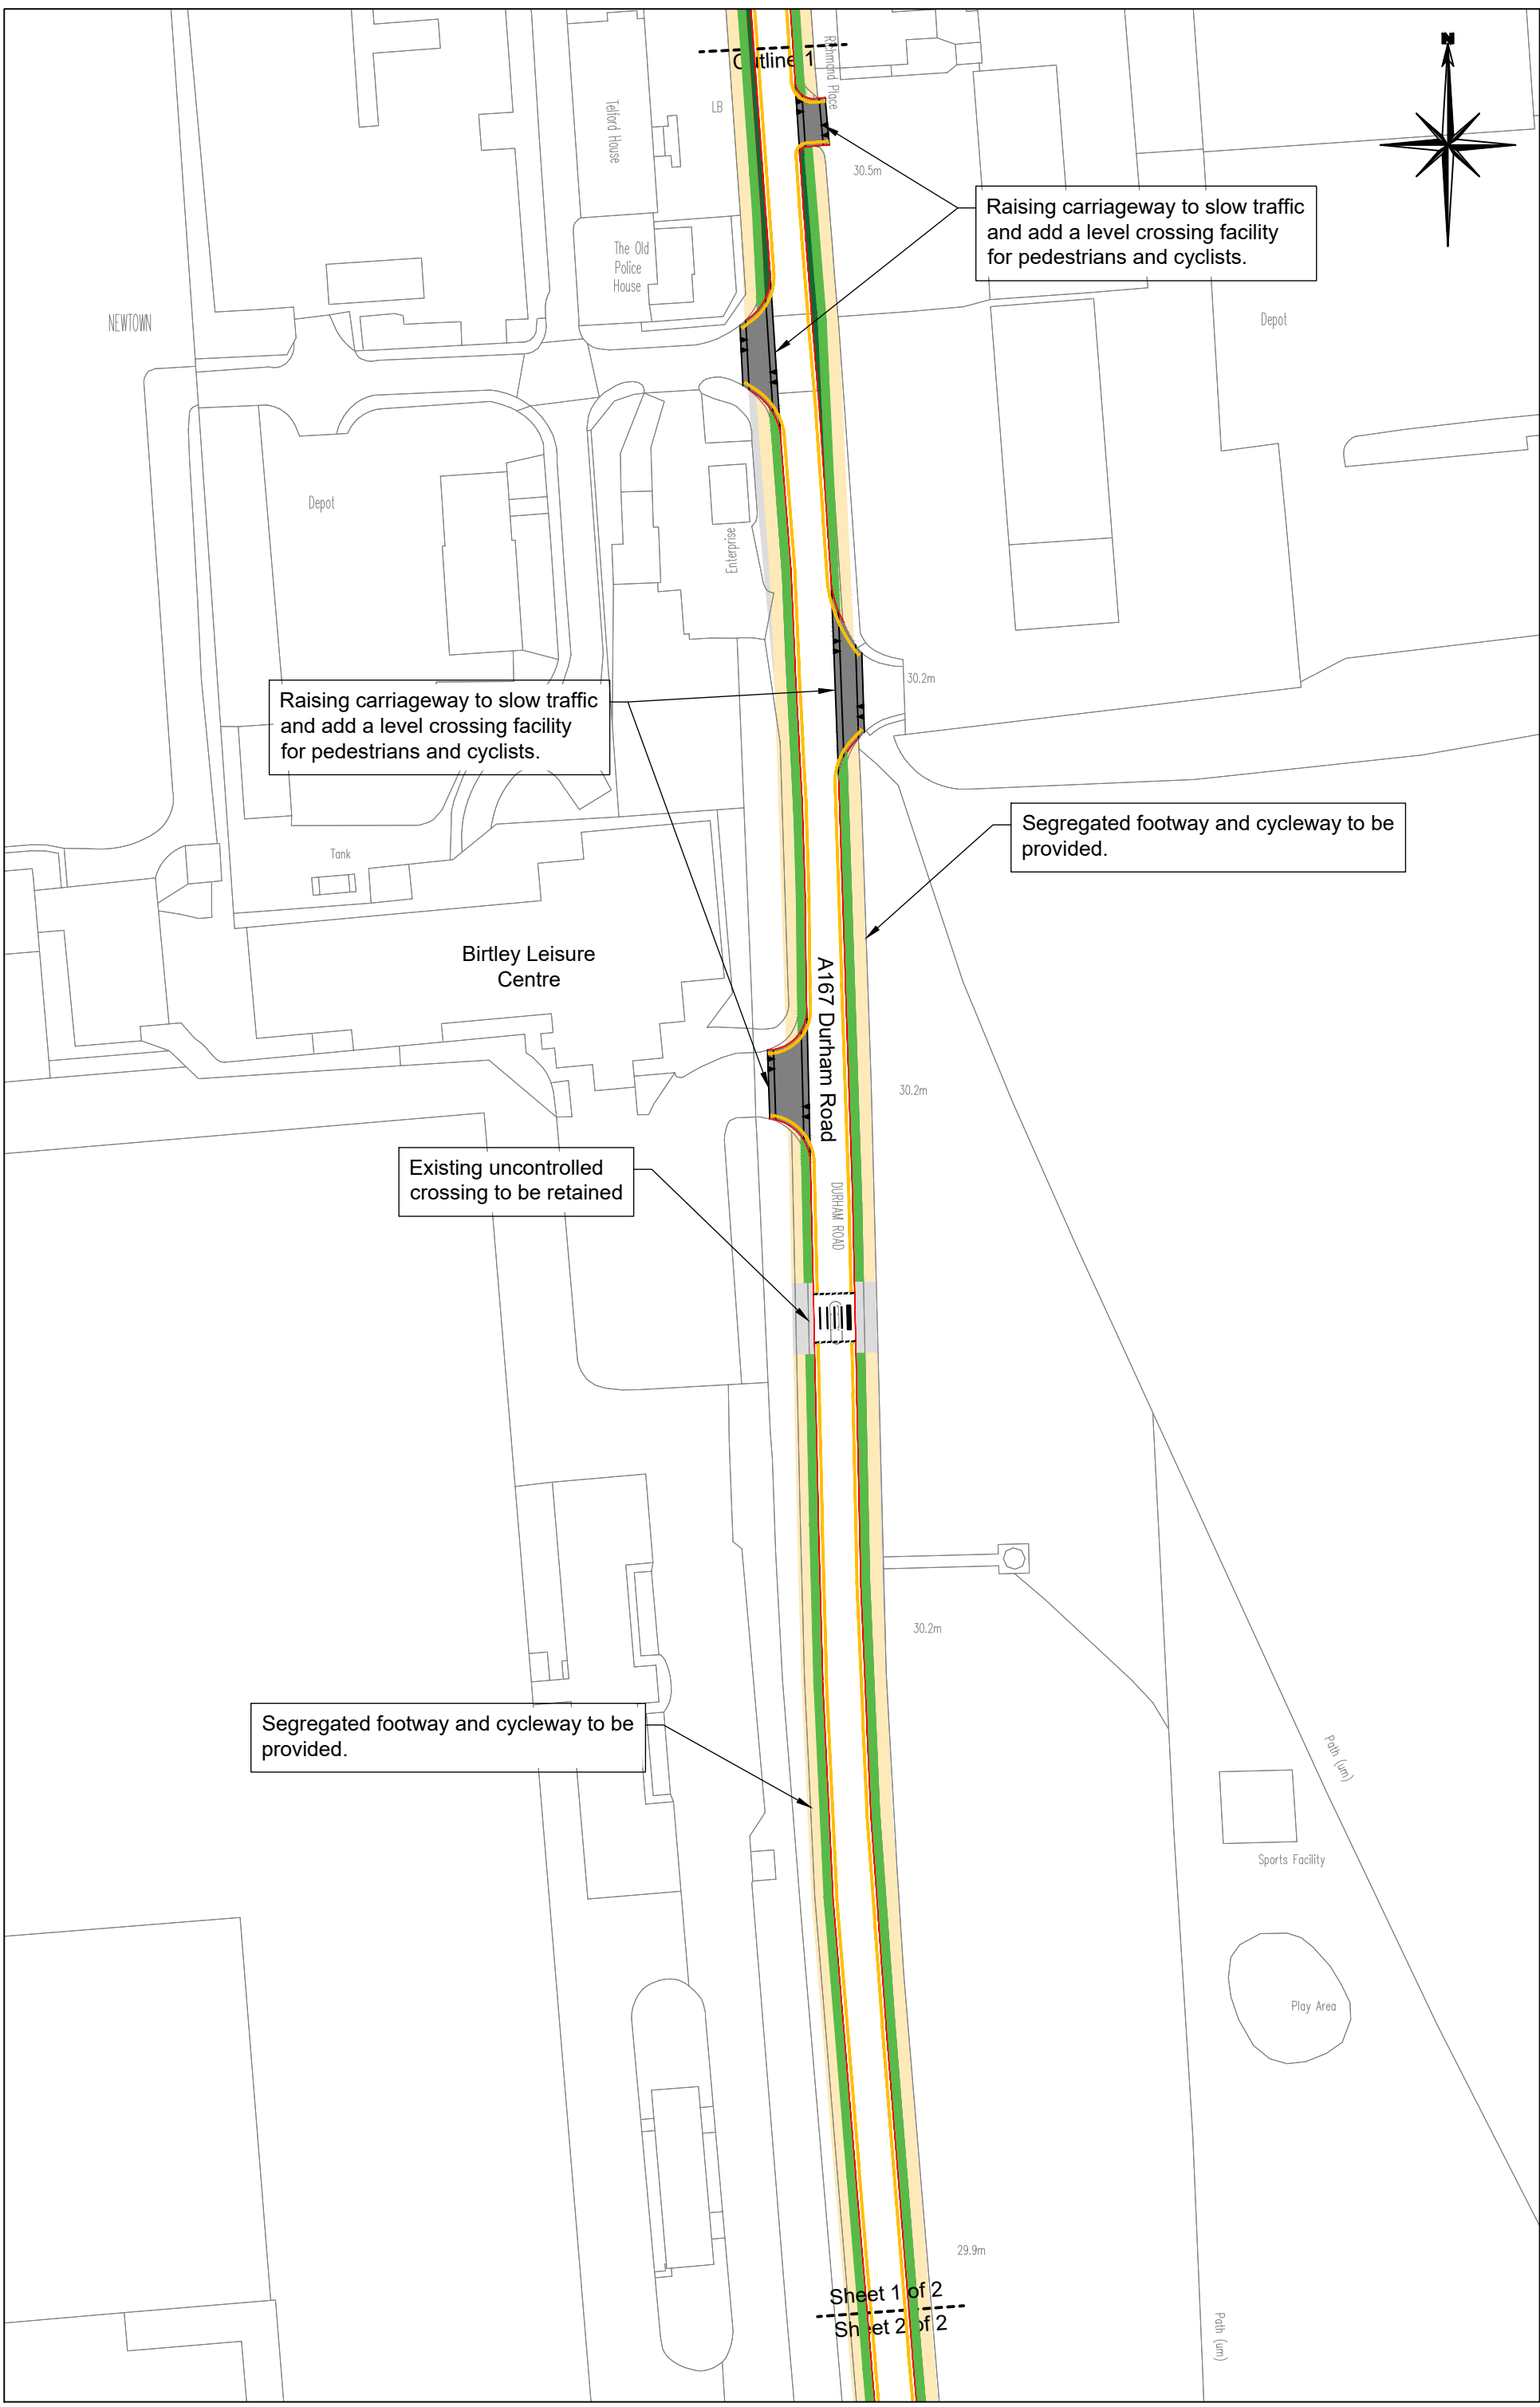 Outline 1
Richmond Place
N
LB
Telford House
30.5m
Raising carriageway to slow traffic
and add a level crossing facility
for pedestrians and cyclists.
The Old
Police
House
NEWTOWN
Depot
Depot
Enterprise
30.2m
Raising carriageway to slow traffic
and add a level crossing facility
for pedestrians and cyclists.
Segregated footway and cycleway to be
provided.
Tank
Birtley Leisure
Centre
A167 Durham Road
30.2m
Existing uncontrolled
crossing to be retained
DURHAM ROAD
30.2m
Segregated footway and cycleway to be
provided.
Path (um)
Sports Facility
Play Area
29.9m
Sheet 1 of 2
Sheet 2 of 2
Path (um)